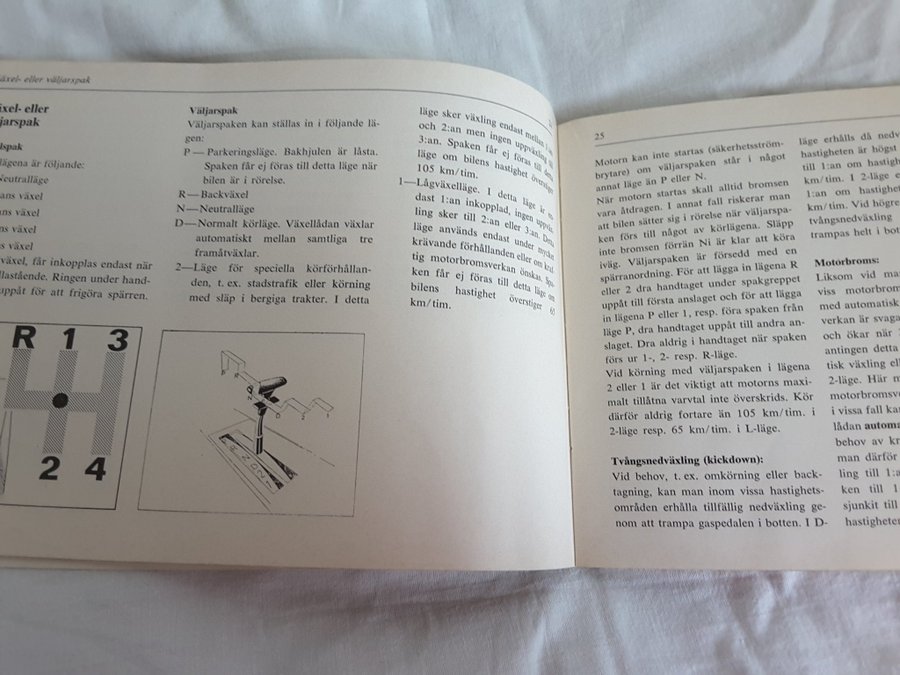 växel- eller väljarspak
växel- eller
väljarspak
lägena är följande:
Neutralläge
ans växel
ans växel
ns växel
ns växel
växel, får inkopplas endast när
llastående. Ringen under hand-
uppåt för att frigöra spärren.
R 1 3
2 4
Väljarspak
Väljarspaken kan ställas in i följande lä-
gen:
P — Parkeringsläge. Bakhjulen är låsta.
Spaken får ej föras till detta läge när
bilen är i rörelse.
R — Backväxel
N — Neutralläge
D — Normalt körläge. Växellådan växlar
automatiskt mellan samtliga tre
framåtväxlar.
2 — Läge för speciella körförhållan-
den, t. ex. stadstrafik eller körning
med släp i bergiga trakter. I detta
läge sker växling endast mellan 1:an
och 2:an men ingen uppväxling till
3:an. Spaken får ej föras till detta
läge om bilens hastighet överstiger
105 km/tim.
1 — Lågväxelläge. I detta läge är en-
dast 1:an inkopplad, ingen uppväx-
ling sker till 2:an eller 3:an. Detta
läge används endast under mycket
krävande förhållanden eller om kraf-
tig motorbromsverkan önskas. Spa-
ken får ej föras till detta läge om
bilens hastighet överstiger 65
km/tim.
25
Motorn kan inte startas (säkerhetsström-
brytare) om väljarspaken står i något
annat läge än P eller N.
När motorn startas skall alltid bromsen
vara åtdragen. I annat fall riskerar man
att bilen sätter sig i rörelse när väljarspa-
ken förs till något av körlägena. Släpp
inte bromsen förrän Ni är klar att köra
iväg. Väljarspaken är försedd med en
spärranordning. För att lägga in lägena R
eller 2 dra handtaget under spakgreppet
uppåt till första anslaget och för att lägga
in lägena P eller 1, resp. föra spaken från
läge P, dra handtaget uppåt till andra an-
slaget. Dra aldrig i handtaget när spaken
förs ur 1-, 2- resp. R-läge.
Vid körning med väljarspaken i lägena
2 eller 1 är det viktigt att motorns maxi-
malt tillåtna varvtal inte överskrids. Kör
därför aldrig fortare än 105 km/tim. i
2-läge resp. 65 km/tim. i L-läge.
Tvångsnedväxling (kickdown):
Vid behov, t. ex. omkörning eller back-
tagning, kan man inom vissa hastighets-
områden erhålla tillfällig nedväxling ge-
nom att trampa gaspedalen i botten. I D-
läge erhålls då nedv
hastigheten är högst
till 1:an om hastigh
km/tim. I 2-läge e
1:an om hastighe
km/tim. Vid högre
tvångsnedväxling
trampas helt i bot
Motorbroms:
Liksom vid ma
viss motorbrom
med automatisk
verkan är svaga
och ökar när
antingen detta
tisk växling el
2-läge. Här m
motorbromsve
i vissa fall ka
lådan automa
behov av kr
man därför
ling till 1:a
ken till 1
sjunkit till
hastigheter